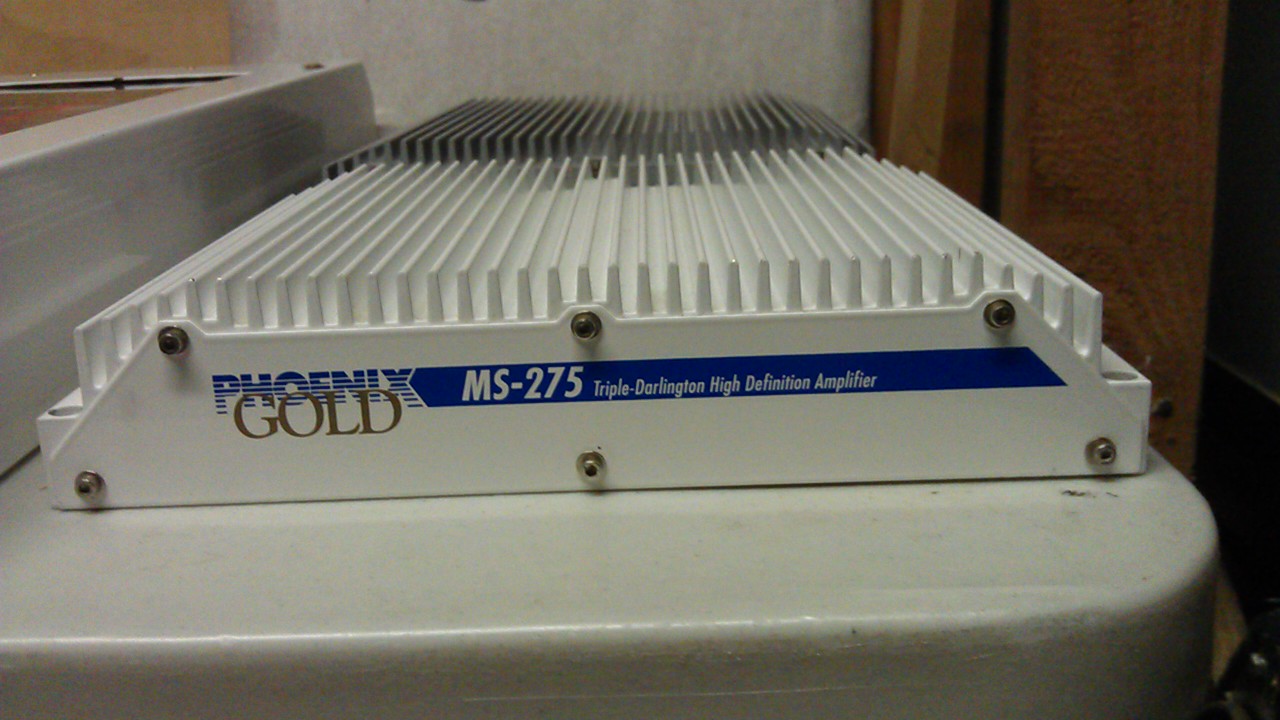 PHOENIX
GOLD
MS-275 Triple-Darlington High Definition Amplifier